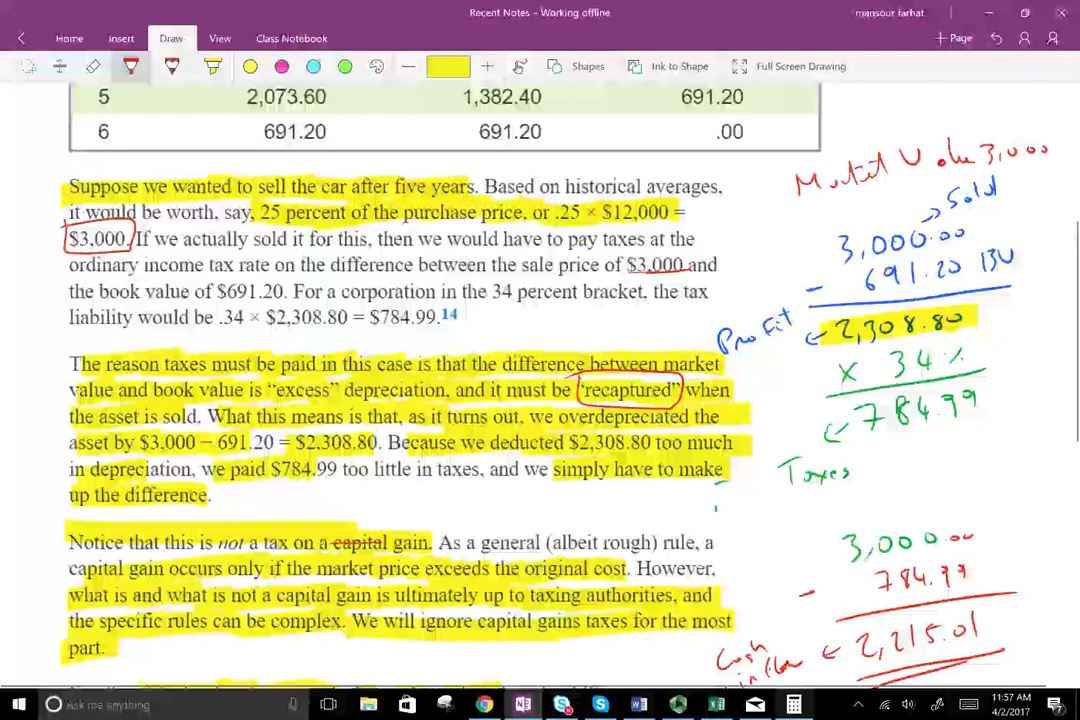 Recent Notes - Working offline
mansour farhat
Home Insert Draw View Class Notebook
+ Page
Shapes Ink to Shape Full Screen Drawing
5 2,073.60 1,382.40 691.20
6 691.20 691.20 .00
Suppose we wanted to sell the car after five years. Based on historical averages,
it would be worth, say, 25 percent of the purchase price, or .25 × $12,000 =
$3,000. If we actually sold it for this, then we would have to pay taxes at the
ordinary income tax rate on the difference between the sale price of $3,000 and
the book value of $691.20. For a corporation in the 34 percent bracket, the tax
liability would be .34 × $2,308.80 = $784.99.14
The reason taxes must be paid in this case is that the difference between market
value and book value is “excess” depreciation, and it must be “recaptured” when
the asset is sold. What this means is that, as it turns out, we overdepreciated the
asset by $3,000 − 691.20 = $2,308.80. Because we deducted $2,308.80 too much
in depreciation, we paid $784.99 too little in taxes, and we simply have to make
up the difference.
Notice that this is not a tax on a capital gain. As a general (albeit rough) rule, a
capital gain occurs only if the market price exceeds the original cost. However,
what is and what is not a capital gain is ultimately up to taxing authorities, and
the specific rules can be complex. We will ignore capital gains taxes for the most
part.
Market Value 3,000
Sold
3,000.00
- 691.20 BV
Profit 2,308.80
x 34%
784.99
Taxes
3,000.00
- 784.99
Cash inflow 2,215.01
Ask me anything
11:57 AM
4/2/2017